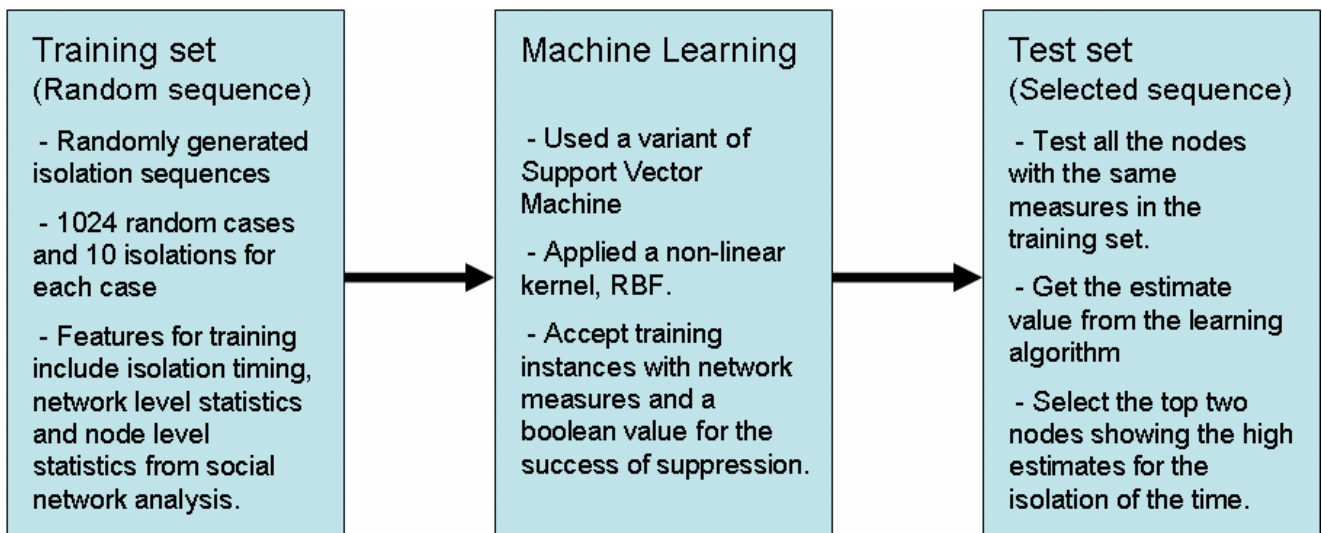 Training set
(Random sequence)
- Randomly generated
isolation sequences
- 1024 random cases
and 10 isolations for
each case
- Features for training
include isolation timing,
network level statistics
and node level
statistics from social
network analysis.
Machine Learning
- Used a variant of
Support Vector
Machine
- Applied a non-linear
kernel, RBF.
- Accept training
instances with network
measures and a
boolean value for the
success of suppression.
Test set
(Selected sequence)
- Test all the nodes
with the same
measures in the
training set.
- Get the estimate
value from the learning
algorithm
- Select the top two
nodes showing the high
estimates for the
isolation of the time.